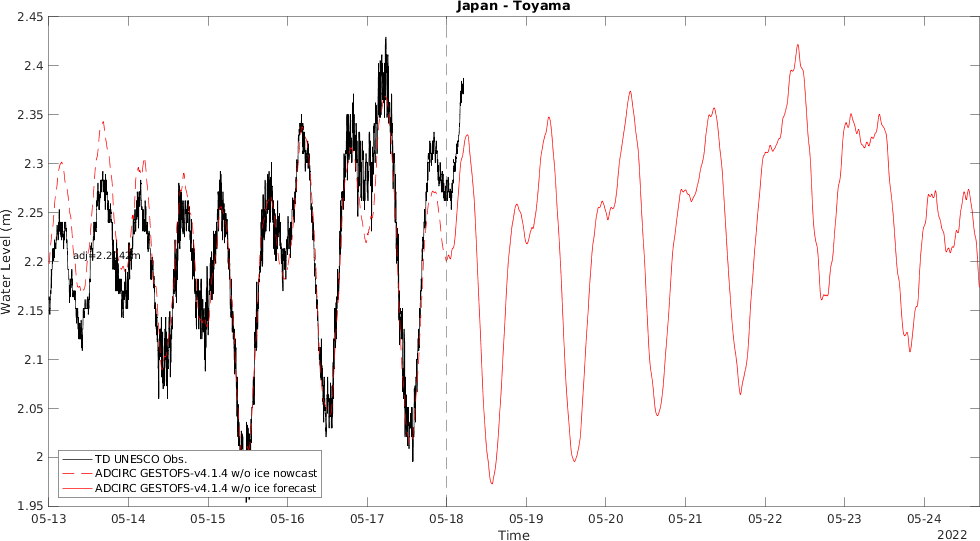 Japan - Toyama
2.45
2.4
2.35
2.3
2.25
2.2
2.15
2.1
2.05
2
1.95
Water Level (m)
TD UNESCO Obs.
ADCIRC GESTOFS-v4.1.4 w/o ice nowcast
ADCIRC GESTOFS-v4.1.4 w/o ice forecast
05-13 05-14 05-15 05-16 05-17 05-18 05-19 05-20 05-21 05-22 05-23 05-24
Time
2022